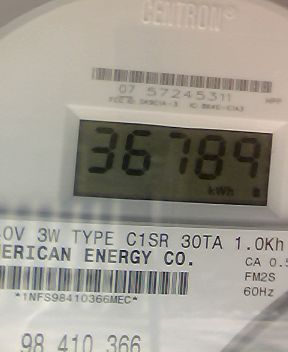 CENTRON®
07 57245311
36789
kWh
0V 3W TYPE C1SR 30TA 1.0Kh
ERICAN ENERGY CO.
CA 0.5
FM2S
*1NFS98410366MEC*
60Hz
98 410 366